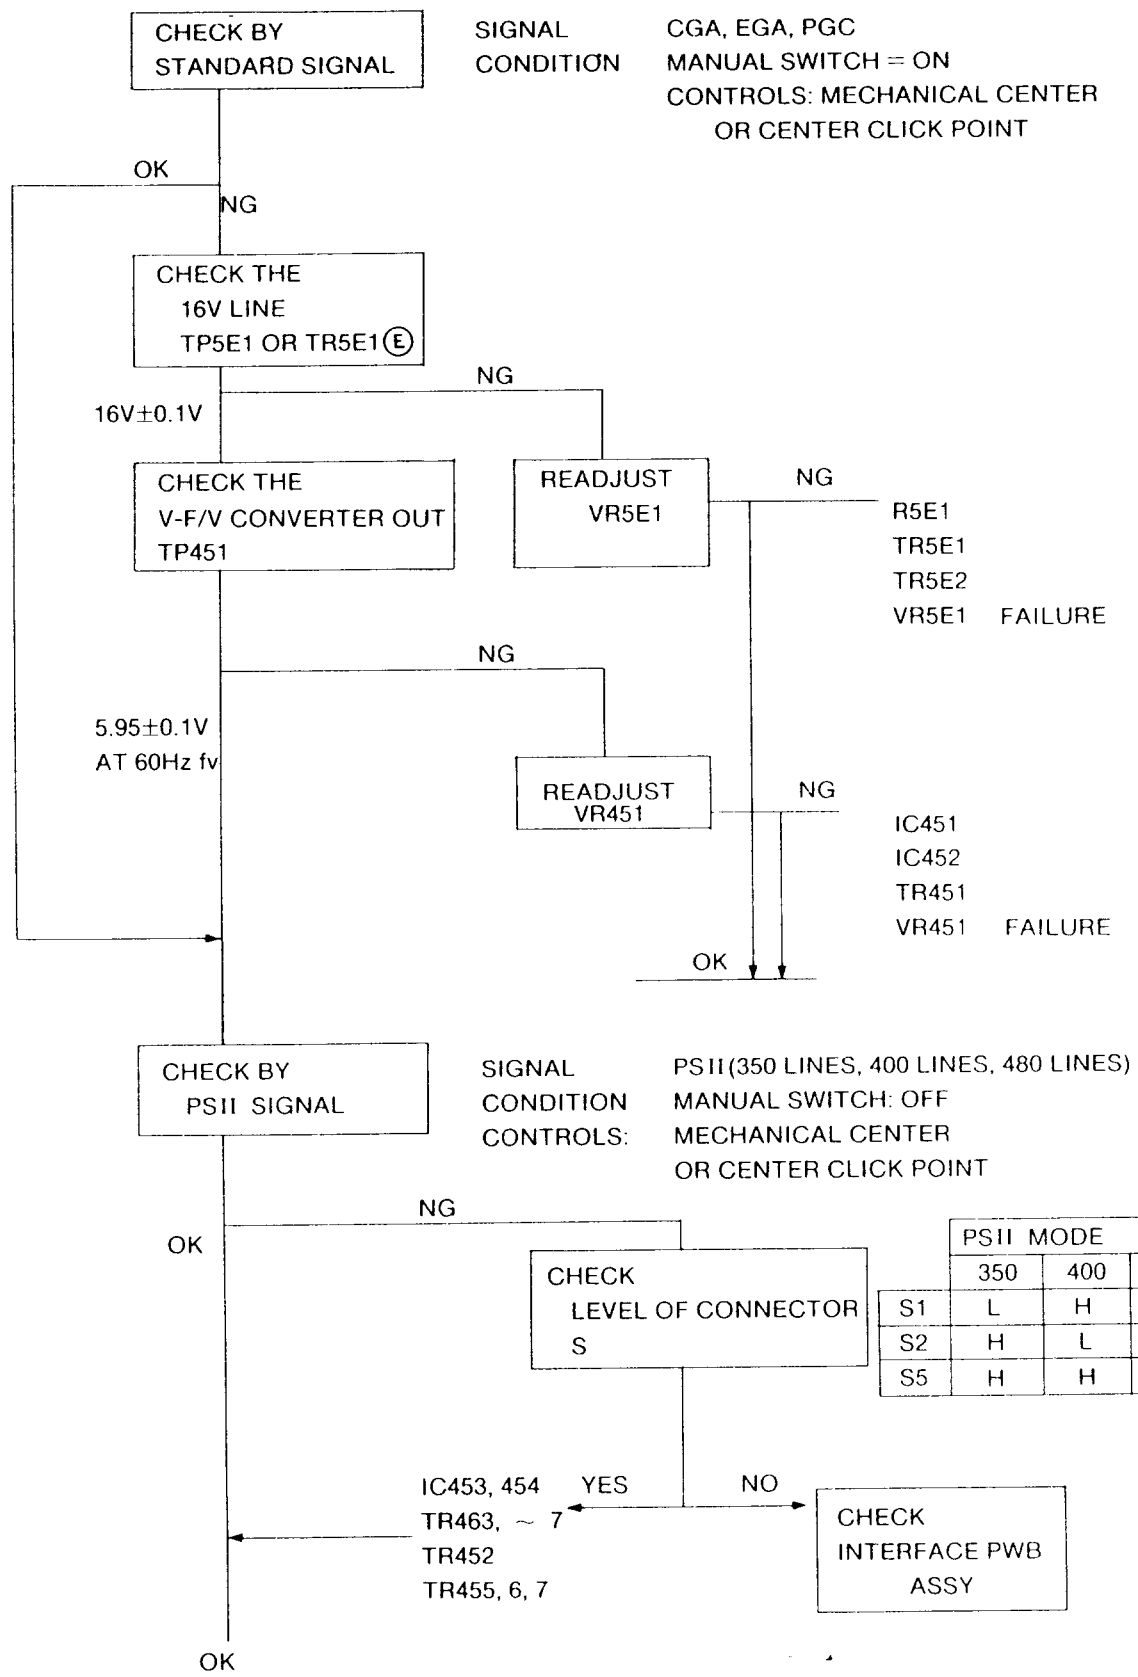 CHECK BY
STANDARD SIGNAL
SIGNAL CGA, EGA, PGC
CONDITION MANUAL SWITCH = ON
CONTROLS: MECHANICAL CENTER
OR CENTER CLICK POINT
OK
NG
CHECK THE
16V LINE
TP5E1 OR TR5E1 Ⓔ
NG
16V±0.1V
CHECK THE
V-F/V CONVERTER OUT
TP451
READJUST
VR5E1
NG
R5E1
TR5E1
TR5E2
VR5E1 FAILURE
NG
5.95±0.1V
AT 60Hz fv
READJUST
VR451
NG
IC451
IC452
TR451
VR451 FAILURE
OK
CHECK BY
PSII SIGNAL
SIGNAL PSII(350 LINES, 400 LINES, 480 LINES)
CONDITION MANUAL SWITCH: OFF
CONTROLS: MECHANICAL CENTER
OR CENTER CLICK POINT
NG
OK
CHECK
LEVEL OF CONNECTOR
S
PSII MODE
350 400
S1 L H
S2 H L
S5 H H
IC453, 454
TR463, ~ 7
TR452
TR455, 6, 7
YES
NO
CHECK
INTERFACE PWB
ASSY
OK